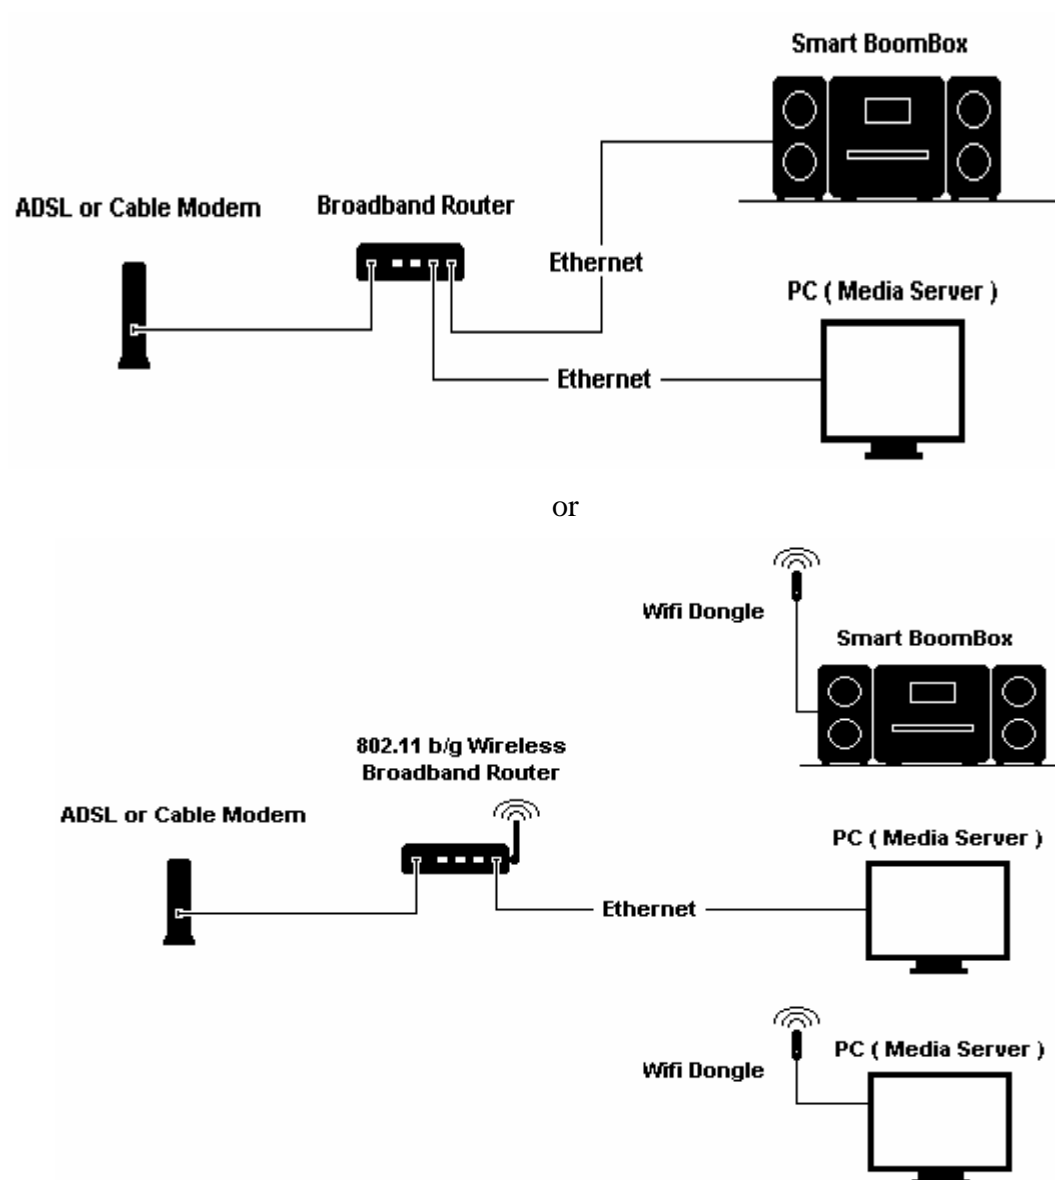 Smart BoomBox
ADSL or Cable Modem
Broadband Router
Ethernet
PC ( Media Server )
Ethernet
or
Wifi Dongle
Smart BoomBox
802.11 b/g Wireless
Broadband Router
ADSL or Cable Modem
PC ( Media Server )
Ethernet
Wifi Dongle
PC ( Media Server )